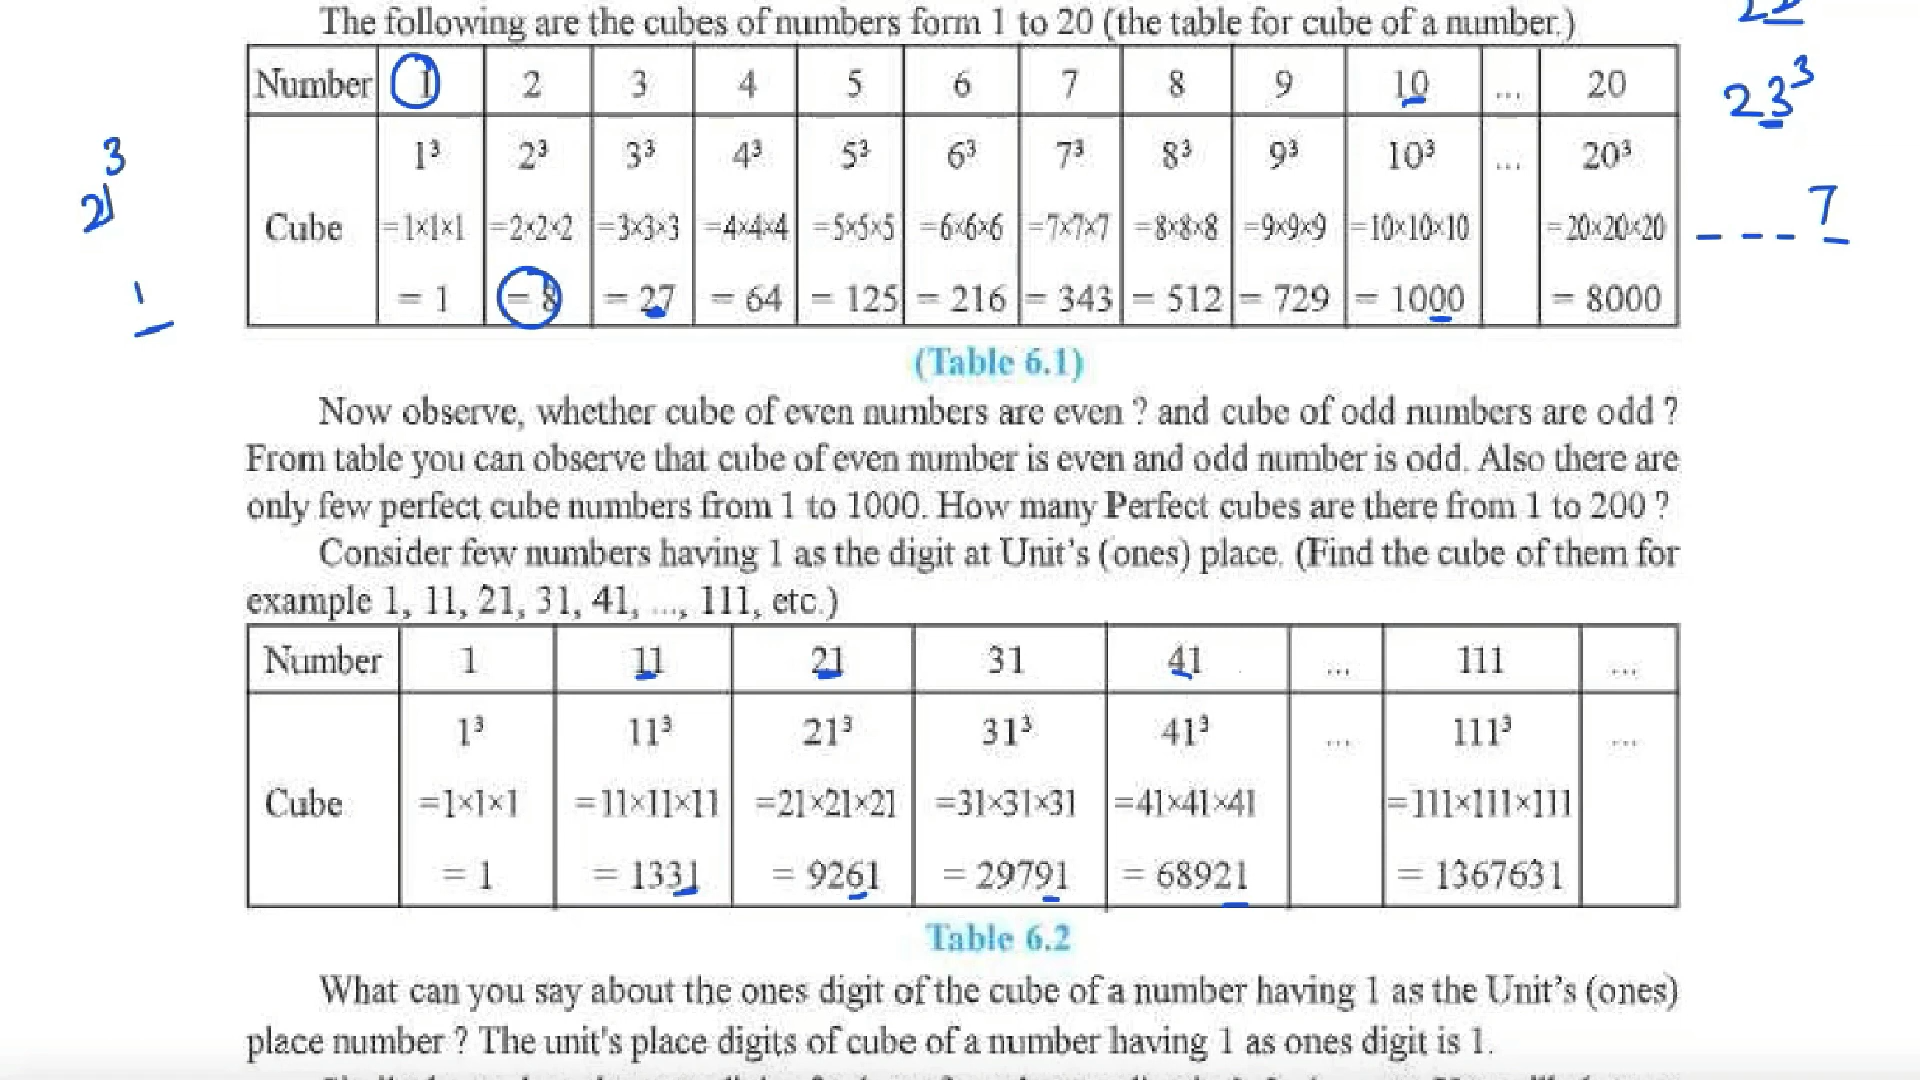 The following are the cubes of numbers form 1 to 20 (the table for cube of a number.)
Number 1 2 3 4 5 6 7 8 9 10 ... 20
1³ 2³ 3³ 4³ 5³ 6³ 7³ 8³ 9³ 10³ ... 20³
Cube =1×1×1 =2×2×2 =3×3×3 =4×4×4 =5×5×5 =6×6×6 =7×7×7 =8×8×8 =9×9×9 =10×10×10 =20×20×20
= 1 = 8 = 27 = 64 = 125 = 216 = 343 = 512 = 729 = 1000 = 8000
23³
7
21³
1
(Table 6.1)
Now observe, whether cube of even numbers are even ? and cube of odd numbers are odd ?
From table you can observe that cube of even number is even and odd number is odd. Also there are
only few perfect cube numbers from 1 to 1000. How many Perfect cubes are there from 1 to 200 ?
Consider few numbers having 1 as the digit at Unit's (ones) place. (Find the cube of them for
example 1, 11, 21, 31, 41, ..., 111, etc.)
Number 1 11 21 31 41 ... 111 ...
1³ 11³ 21³ 31³ 41³ ... 111³ ...
Cube =1×1×1 =11×11×11 =21×21×21 =31×31×31 =41×41×41 =111×111×111
= 1 = 1331 = 9261 = 29791 = 68921 = 1367631
Table 6.2
What can you say about the ones digit of the cube of a number having 1 as the Unit's (ones)
place number ? The unit's place digits of cube of a number having 1 as ones digit is 1.